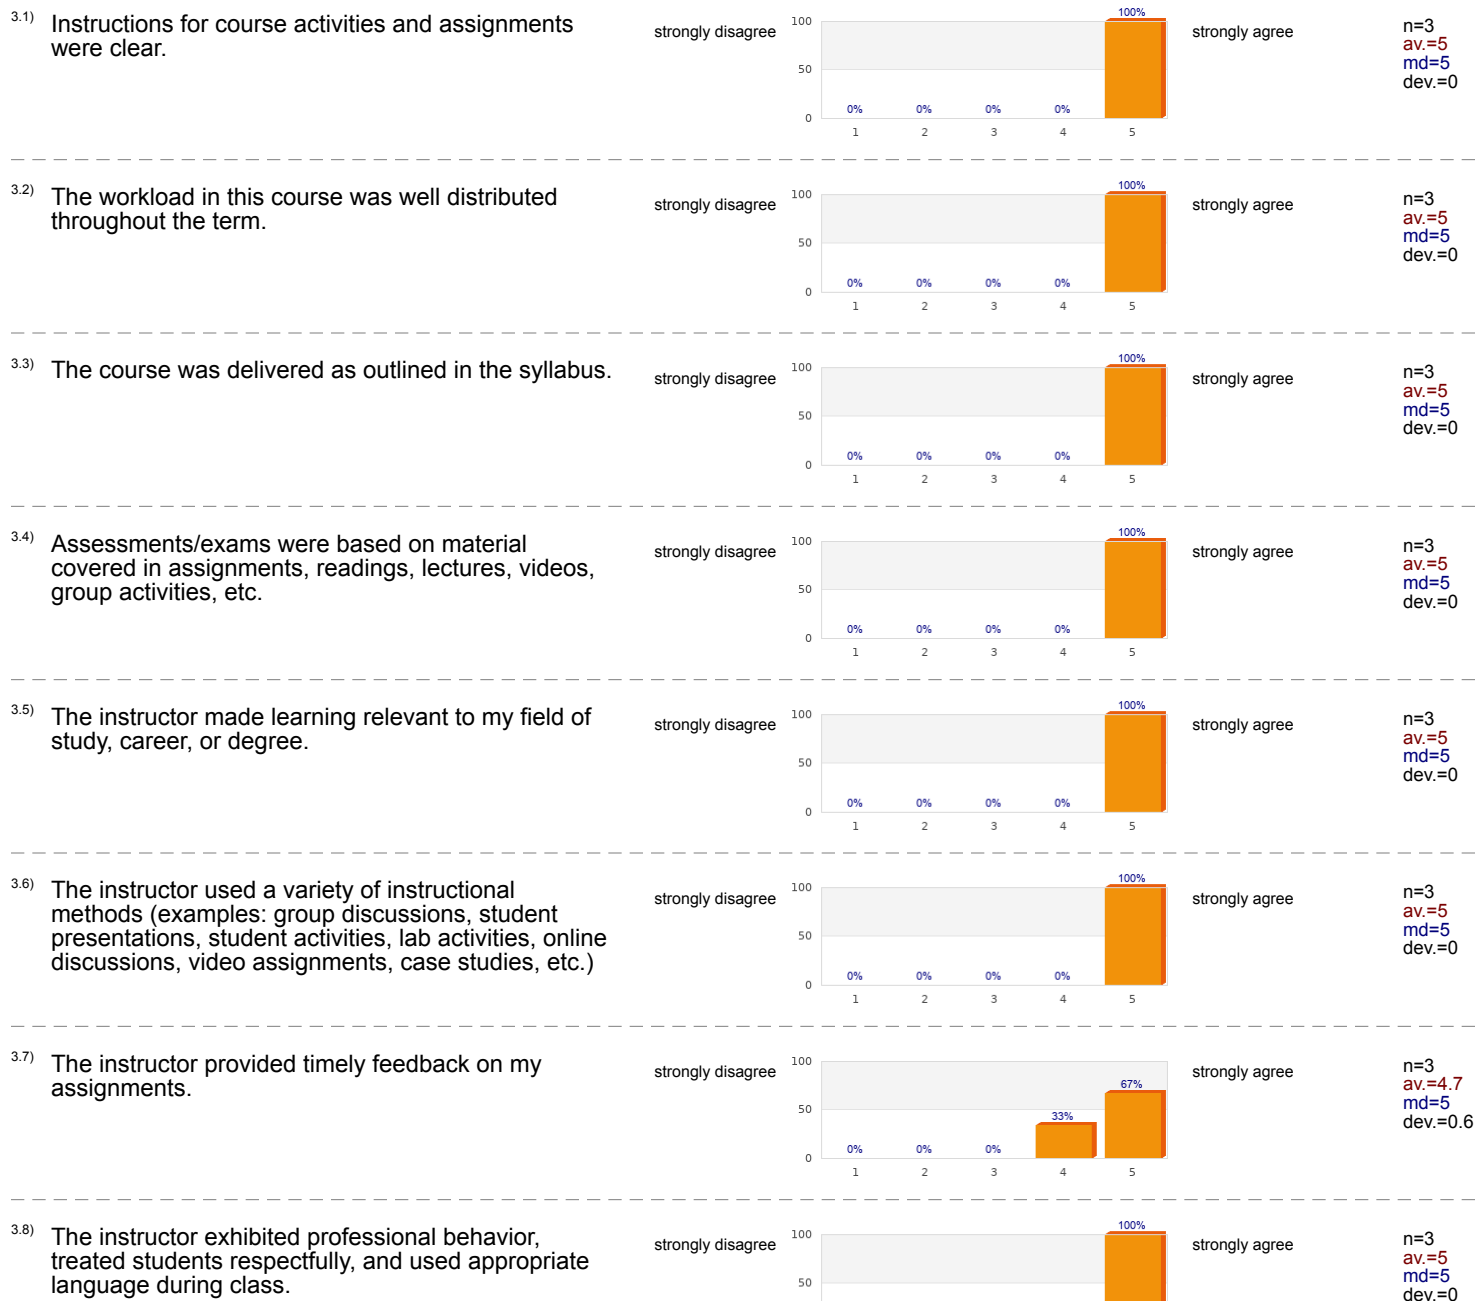 3.1) Instructions for course activities and assignments
were clear.
strongly disagree
100
50
0
0% 0% 0% 0% 100%
1 2 3 4 5
strongly agree
n=3
av.=5
md=5
dev.=0
3.2) The workload in this course was well distributed
throughout the term.
strongly disagree
100
50
0
0% 0% 0% 0% 100%
1 2 3 4 5
strongly agree
n=3
av.=5
md=5
dev.=0
3.3) The course was delivered as outlined in the syllabus.
strongly disagree
100
50
0
0% 0% 0% 0% 100%
1 2 3 4 5
strongly agree
n=3
av.=5
md=5
dev.=0
3.4) Assessments/exams were based on material
covered in assignments, readings, lectures, videos,
group activities, etc.
strongly disagree
100
50
0
0% 0% 0% 0% 100%
1 2 3 4 5
strongly agree
n=3
av.=5
md=5
dev.=0
3.5) The instructor made learning relevant to my field of
study, career, or degree.
strongly disagree
100
50
0
0% 0% 0% 0% 100%
1 2 3 4 5
strongly agree
n=3
av.=5
md=5
dev.=0
3.6) The instructor used a variety of instructional
methods (examples: group discussions, student
presentations, student activities, lab activities, online
discussions, video assignments, case studies, etc.)
strongly disagree
100
50
0
0% 0% 0% 0% 100%
1 2 3 4 5
strongly agree
n=3
av.=5
md=5
dev.=0
3.7) The instructor provided timely feedback on my
assignments.
strongly disagree
100
50
0
0% 0% 0% 33% 67%
1 2 3 4 5
strongly agree
n=3
av.=4.7
md=5
dev.=0.6
3.8) The instructor exhibited professional behavior,
treated students respectfully, and used appropriate
language during class.
strongly disagree
100
50
100%
strongly agree
n=3
av.=5
md=5
dev.=0